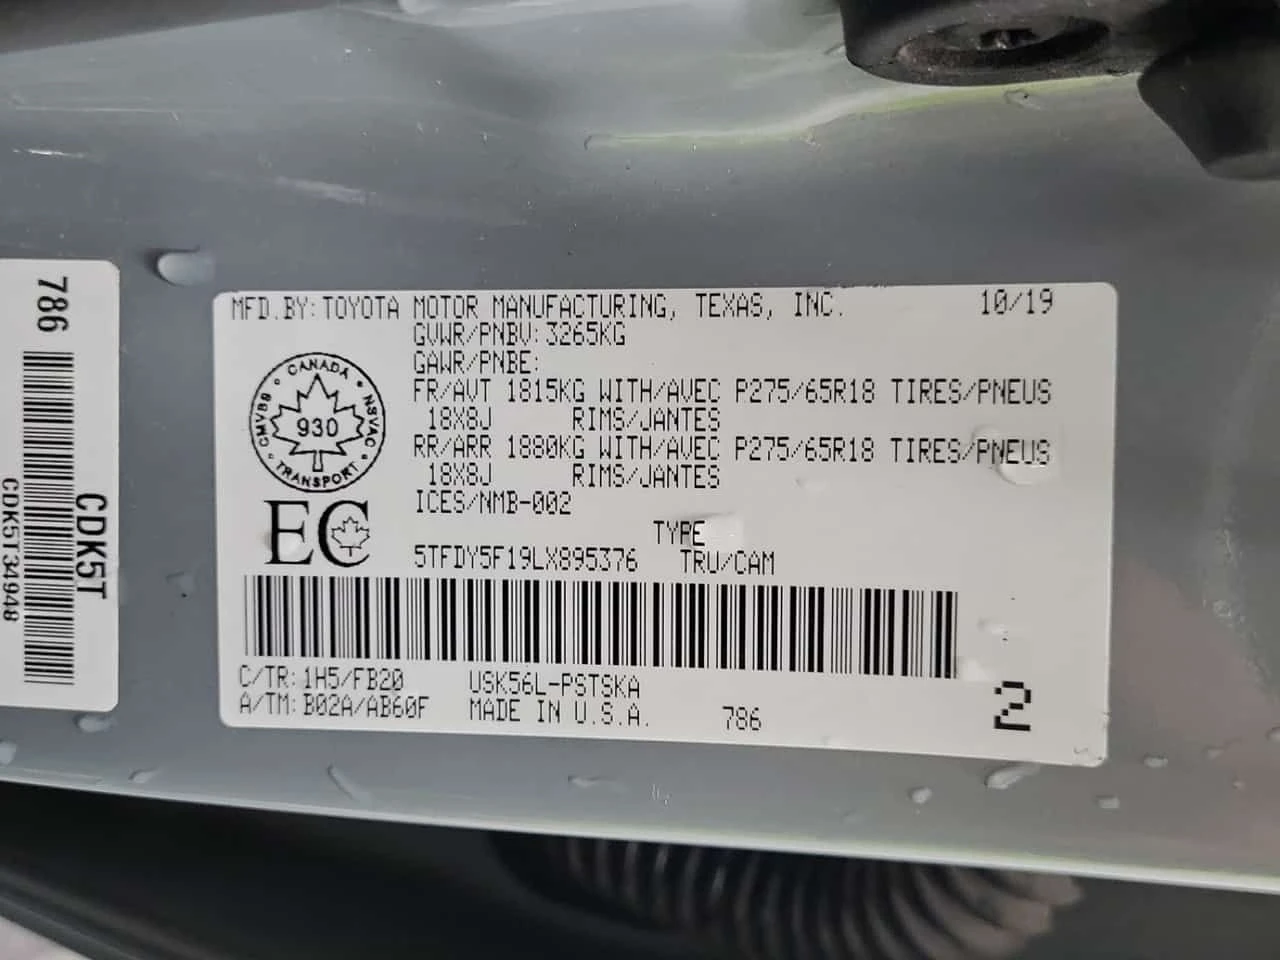 786
CDK5T
CDK5T34948
MFD.BY: TOYOTA MOTOR MANUFACTURING, TEXAS, INC. 10/19
GVWR/PNBV: 3265KG
GAWR/PNBE:
FR/AVT 1815KG WITH/AVEC P275/65R18 TIRES/PNEUS
18X8J RIMS/JANTES
RR/ARR 1880KG WITH/AVEC P275/65R18 TIRES/PNEUS
18X8J RIMS/JANTES
ICES/NMB-002
TYPE
5TFDY5F19LX895376 TRU/CAM
CANADA
CMVSS NSVAC
930
TRANSPORT
EC
C/TR: 1H5/FB20 USK56L-PSTSKA
A/TM: B02A/AB60F MADE IN U.S.A. 786
2